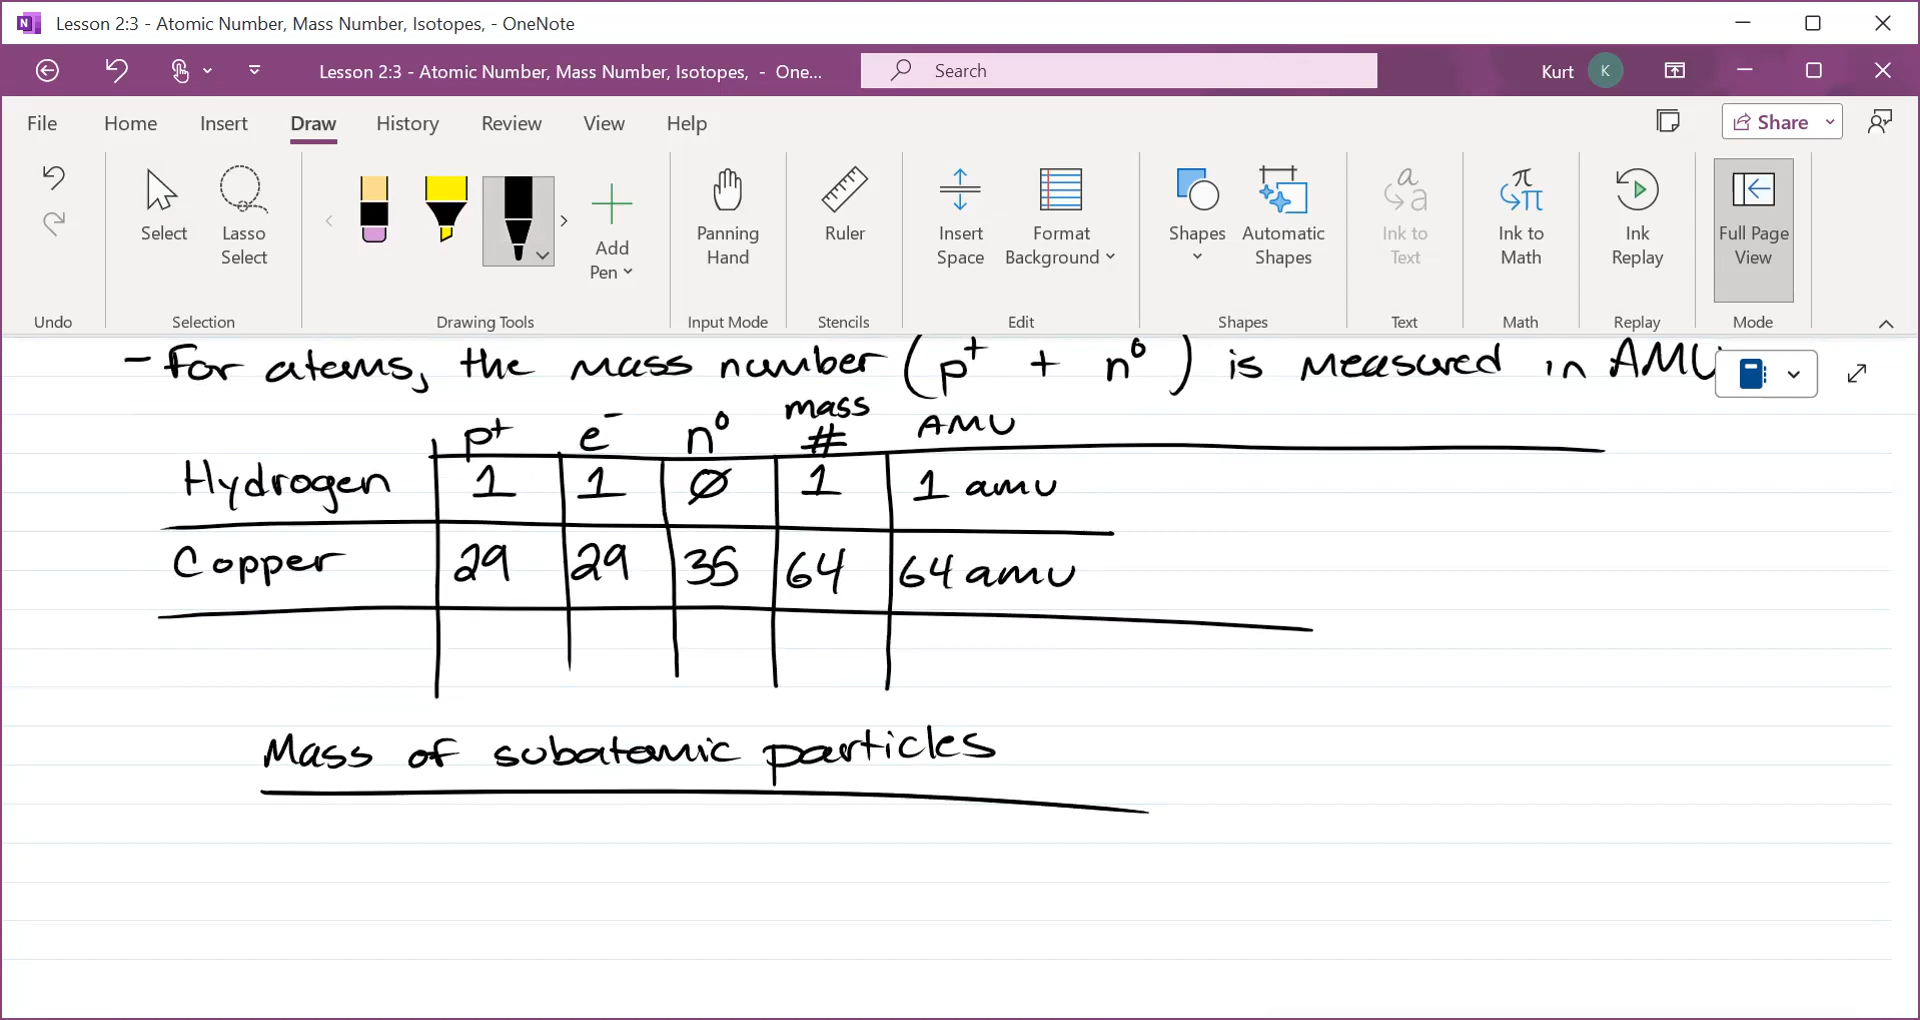 Lesson 2:3 - Atomic Number, Mass Number, Isotopes, - OneNote
Lesson 2:3 - Atomic Number, Mass Number, Isotopes, - One...
Search
Kurt K
File Home Insert Draw History Review View Help
Share
Select
Lasso Select
Add Pen
Panning Hand
Ruler
Insert Space
Format Background
Shapes
Automatic Shapes
Ink to Text
Ink to Math
Ink Replay
Full Page View
Undo Selection Drawing Tools Input Mode Stencils Edit Shapes Text Math Replay Mode
- For atoms, the mass number (p⁺ + n⁰) is measured in AMU
p⁺ e⁻ n⁰ mass # AMU
Hydrogen 1 1 Ø 1 1 amu
Copper 29 29 35 64 64 amu
Mass of subatomic particles